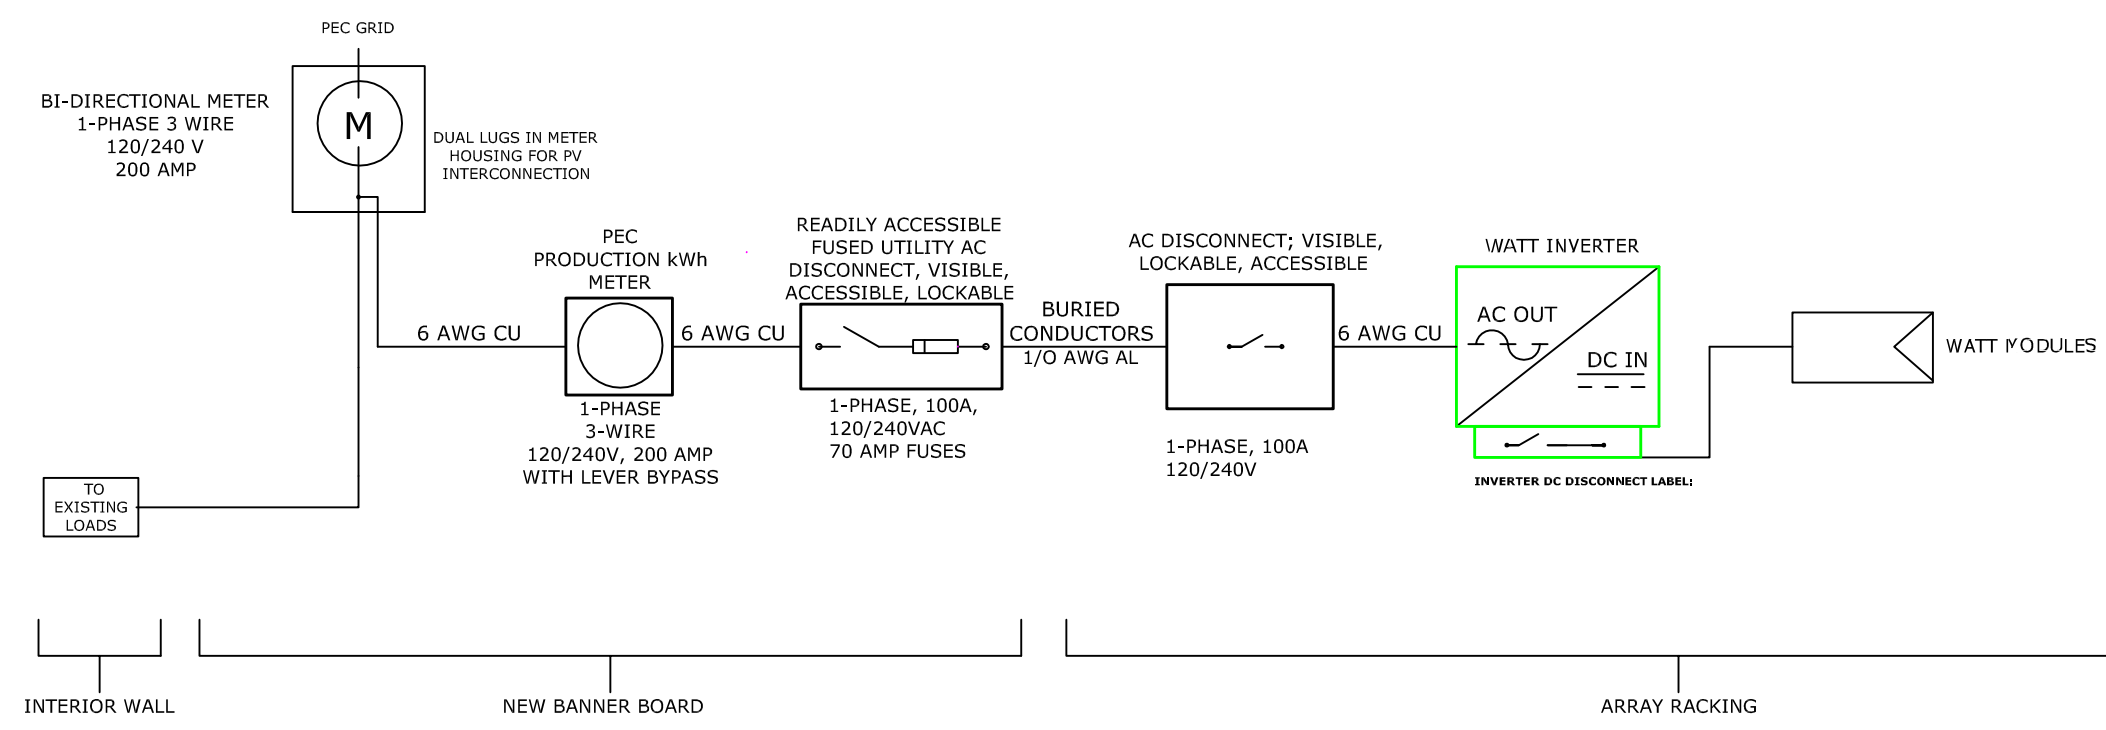 PEC GRID
BI-DIRECTIONAL METER
1-PHASE 3 WIRE
120/240 V
200 AMP
M
DUAL LUGS IN METER
HOUSING FOR PV
INTERCONNECTION
PEC
PRODUCTION kWh
METER
READILY ACCESSIBLE
FUSED UTILITY AC
DISCONNECT, VISIBLE,
ACCESSIBLE, LOCKABLE
AC DISCONNECT; VISIBLE,
LOCKABLE, ACCESSIBLE
WATT INVERTER
6 AWG CU
6 AWG CU
BURIED
CONDUCTORS
1/O AWG AL
6 AWG CU
AC OUT
DC IN
WATT MODULES
1-PHASE
3-WIRE
120/240V, 200 AMP
WITH LEVER BYPASS
1-PHASE, 100A,
120/240VAC
70 AMP FUSES
1-PHASE, 100A
120/240V
INVERTER DC DISCONNECT LABEL:
TO
EXISTING
LOADS
INTERIOR WALL
NEW BANNER BOARD
ARRAY RACKING